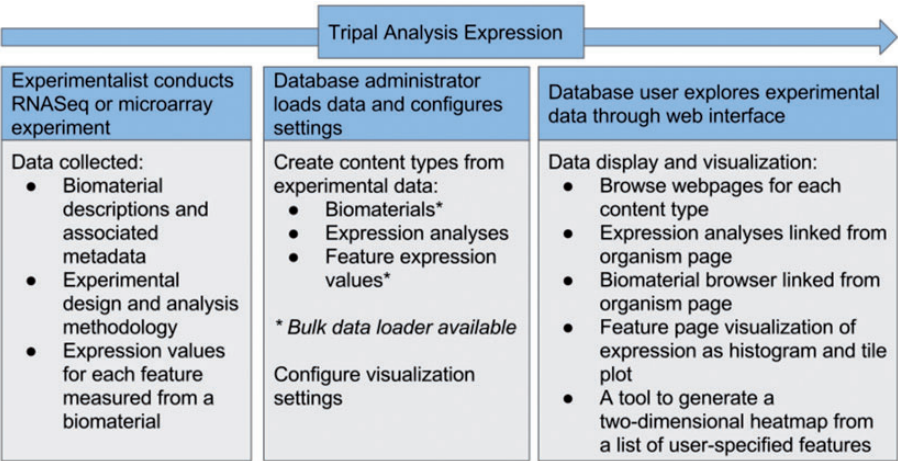 Tripal Analysis Expression
Experimentalist conducts
RNASeq or microarray
experiment
Data collected:
● Biomaterial
descriptions and
associated
metadata
● Experimental
design and analysis
methodology
● Expression values
for each feature
measured from a
biomaterial
Database administrator
loads data and configures
settings
Create content types from
experimental data:
● Biomaterials*
● Expression analyses
● Feature expression
values*
* Bulk data loader available
Configure visualization
settings
Database user explores experimental
data through web interface
Data display and visualization:
● Browse webpages for each
content type
● Expression analyses linked from
organism page
● Biomaterial browser linked from
organism page
● Feature page visualization of
expression as histogram and tile
plot
● A tool to generate a
two-dimensional heatmap from
a list of user-specified features